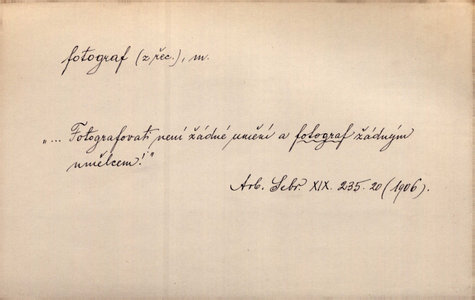 fotograf (z řec.), m.
„... Fotografovati není žádné umění a fotograf žádným
umělcem!"
Arb. Sebr. XIX. 235. 20 (1906).